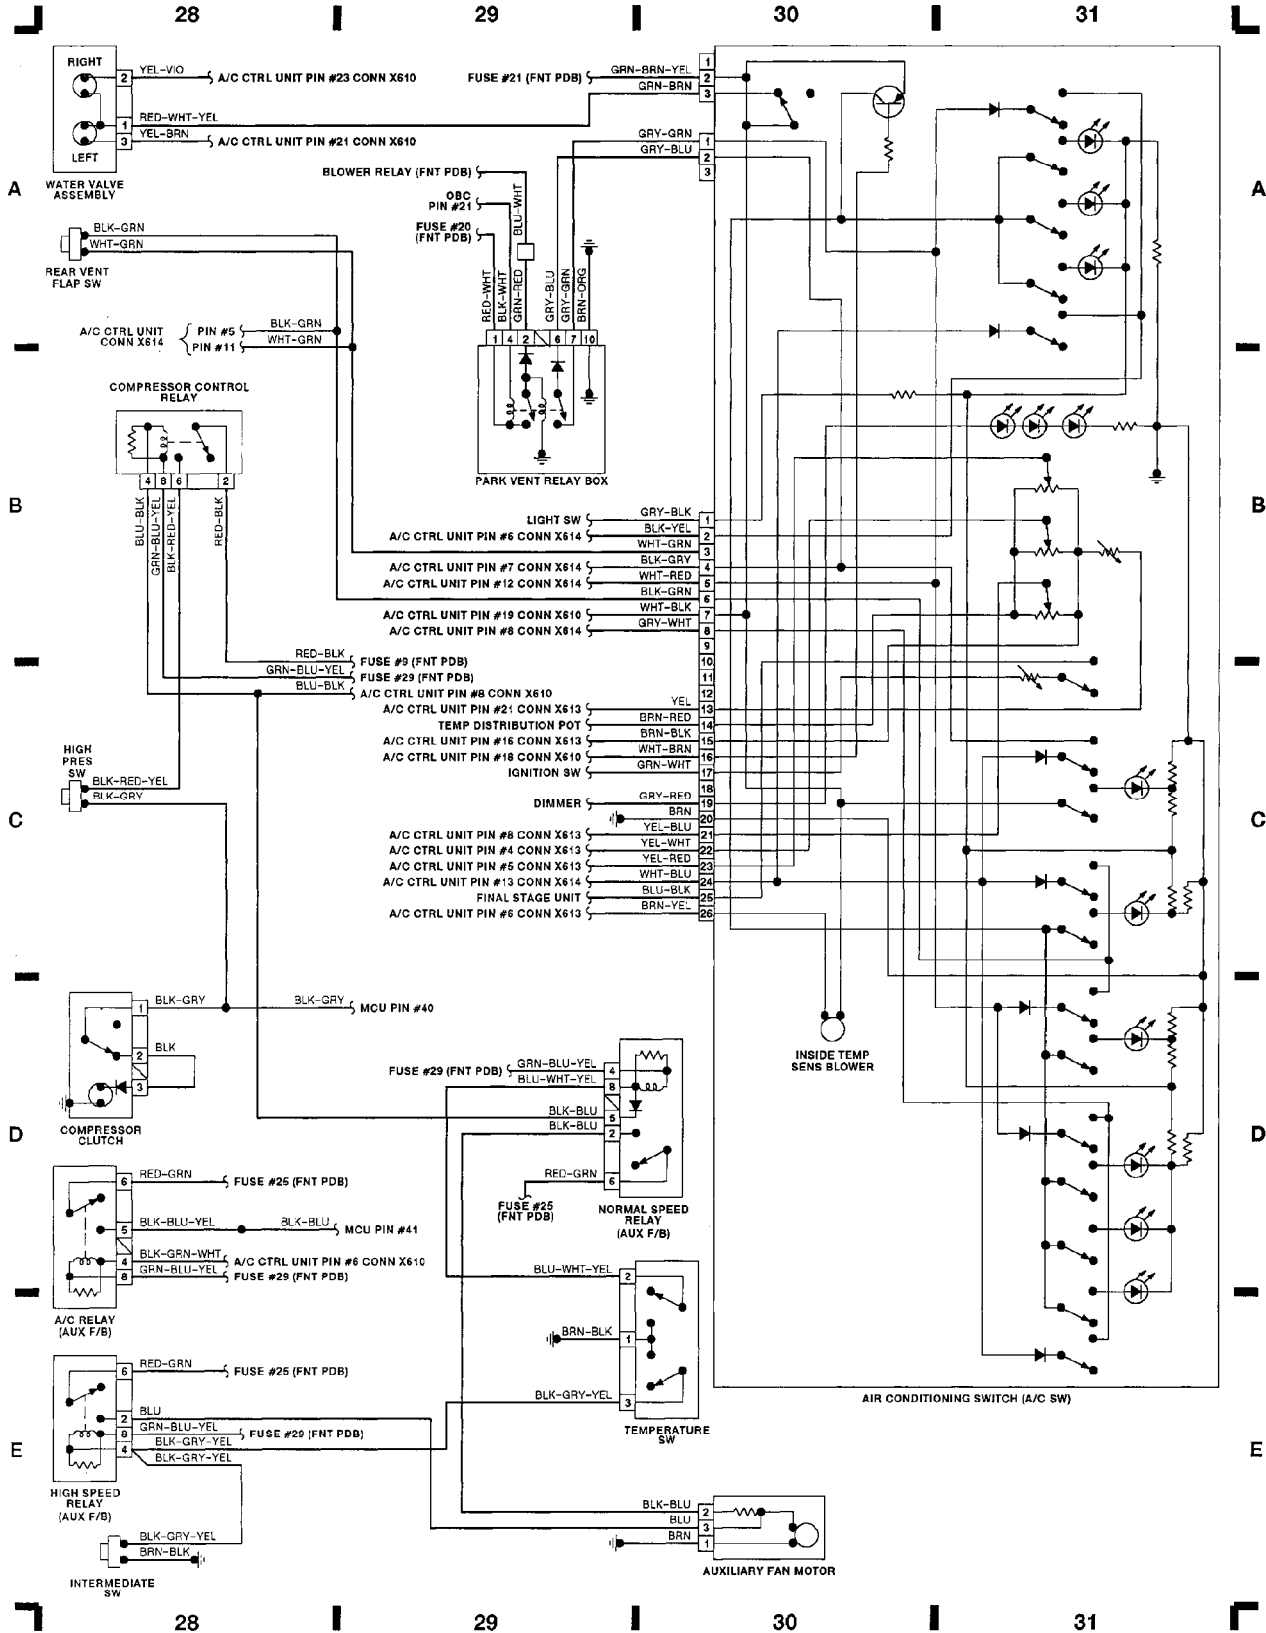 28 29 30 31
RIGHT
LEFT
2 YEL-VIO A/C CTRL UNIT PIN #23 CONN X610
1 RED-WHT-YEL
3 YEL-BRN A/C CTRL UNIT PIN #21 CONN X610
WATER VALVE
ASSEMBLY
FUSE #21 (FNT PDB) GRN-BRN-YEL
GRN-BRN
1
2
3
GRY-GRN 1
GRY-BLU 2
3
A A
BLOWER RELAY (FNT PDB)
OBC
PIN #21
FUSE #20
(FNT PDB)
BLU-WHT
RED-WHT
BLK-WHT
GRN-RED
GRY-BLU
GRY-GRN
BRN-ORG
1 4 2 6 7 10
PARK VENT RELAY BOX
BLK-GRN
WHT-GRN
REAR VENT
FLAP SW
A/C CTRL UNIT
CONN X614
PIN #5 BLK-GRN
PIN #11 WHT-GRN
COMPRESSOR CONTROL
RELAY
4 8 6 2
BLU-BLK
GRN-BLU-YEL
BLK-RED-YEL
RED-BLK
B B
LIGHT SW GRY-BLK 1
A/C CTRL UNIT PIN #6 CONN X614 BLK-YEL 2
WHT-GRN 3
A/C CTRL UNIT PIN #7 CONN X614 BLK-GRY 4
A/C CTRL UNIT PIN #12 CONN X614 WHT-RED 5
BLK-GRN 6
A/C CTRL UNIT PIN #19 CONN X610 WHT-BLK 7
A/C CTRL UNIT PIN #8 CONN X614 GRY-WHT 8
9
10
11
12
RED-BLK FUSE #9 (FNT PDB)
GRN-BLU-YEL FUSE #29 (FNT PDB)
BLU-BLK A/C CTRL UNIT PIN #8 CONN X610
A/C CTRL UNIT PIN #21 CONN X613 YEL 13
TEMP DISTRIBUTION POT BRN-RED 14
A/C CTRL UNIT PIN #16 CONN X613 BRN-BLK 15
A/C CTRL UNIT PIN #18 CONN X610 WHT-BRN 16
IGNITION SW GRN-WHT 17
18
DIMMER GRY-RED 19
BRN 20
A/C CTRL UNIT PIN #8 CONN X613 YEL-BLU 21
A/C CTRL UNIT PIN #4 CONN X613 YEL-WHT 22
A/C CTRL UNIT PIN #5 CONN X613 YEL-RED 23
A/C CTRL UNIT PIN #13 CONN X614 WHT-BLU 24
FINAL STAGE UNIT BLU-BLK 25
A/C CTRL UNIT PIN #6 CONN X613 BRN-YEL 26
HIGH
PRES
SW
BLK-RED-YEL
BLK-GRY
C C
INSIDE TEMP
SENS BLOWER
1 BLK-GRY BLK-GRY MCU PIN #40
2 BLK
3
COMPRESSOR
CLUTCH
FUSE #29 (FNT PDB) GRN-BLU-YEL 4
BLU-WHT-YEL 8
BLK-BLU 5
BLK-BLU 2
RED-GRN 6
FUSE #25
(FNT PDB)
NORMAL SPEED
RELAY
(AUX F/B)
D D
6 RED-GRN FUSE #25 (FNT PDB)
5 BLK-BLU-YEL BLK-BLU MCU PIN #41
4 BLK-GRN-WHT A/C CTRL UNIT PIN #6 CONN X610
8 GRN-BLU-YEL FUSE #29 (FNT PDB)
A/C RELAY
(AUX F/B)
BLU-WHT-YEL 2
BRN-BLK 1
BLK-GRY-YEL 3
TEMPERATURE
SW
AIR CONDITIONING SWITCH (A/C SW)
6 RED-GRN FUSE #25 (FNT PDB)
2 BLU
8 GRN-BLU-YEL FUSE #29 (FNT PDB)
4 BLK-GRY-YEL
BLK-GRY-YEL
HIGH SPEED
RELAY
(AUX F/B)
E E
BLK-GRY-YEL
BRN-BLK
INTERMEDIATE
SW
BLK-BLU 2
BLU 3
BRN 1
AUXILIARY FAN MOTOR
28 29 30 31